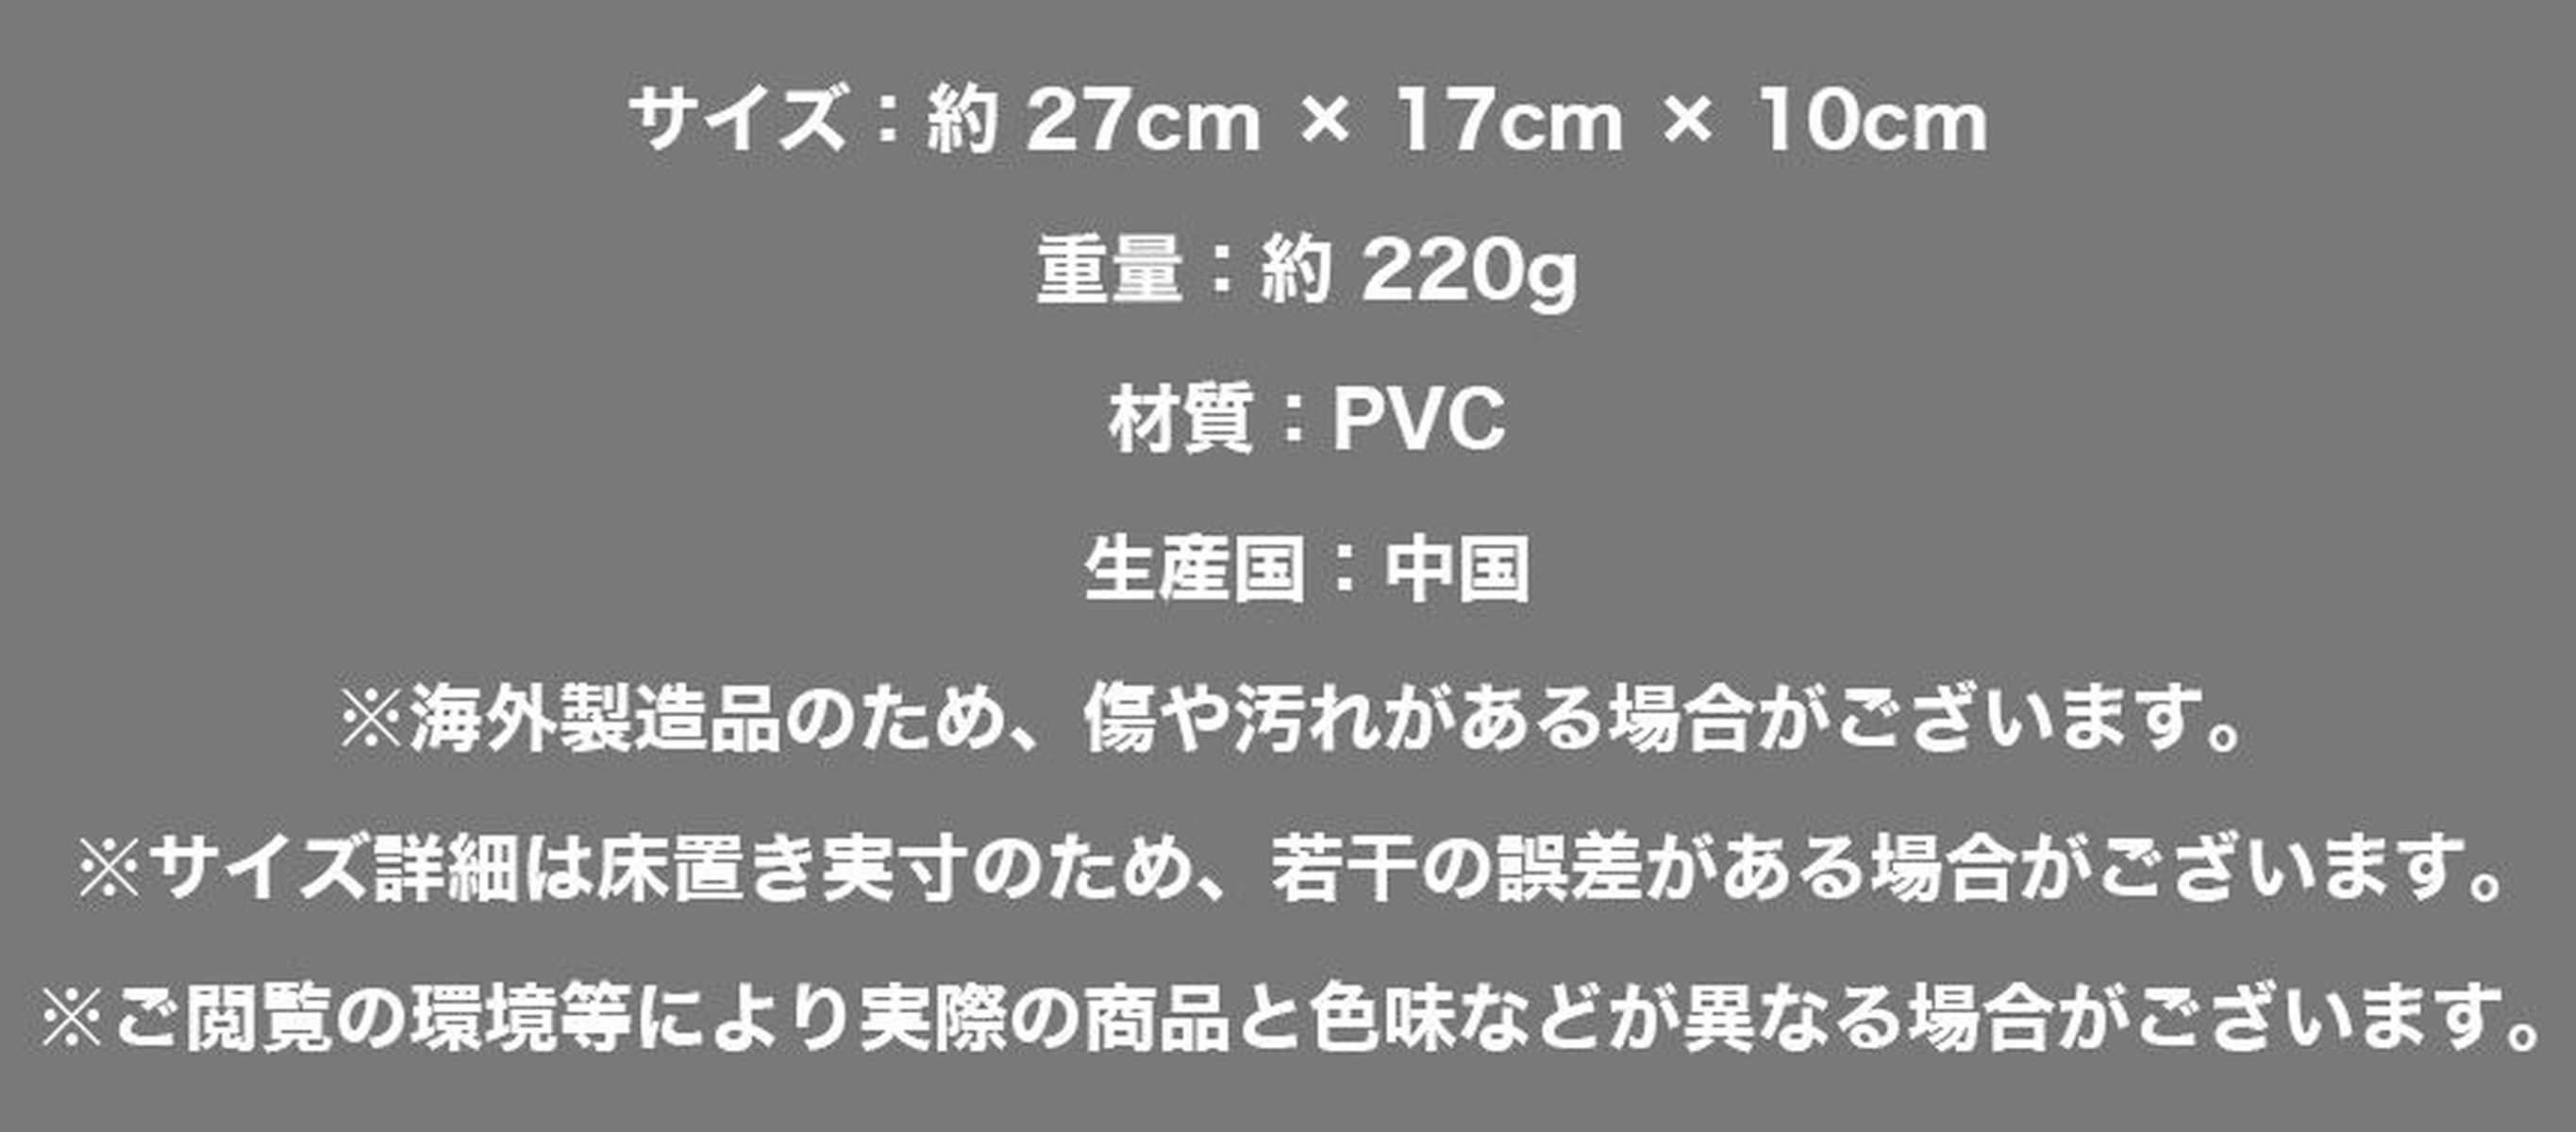 サイズ：約 27cm × 17cm × 10cm
重量：約 220g
材質：PVC
生産国：中国
※海外製造品のため、傷や汚れがある場合がございます。
※サイズ詳細は床置き実寸のため、若干の誤差がある場合がございます。
※ご閲覧の環境等により実際の商品と色味などが異なる場合がございます。